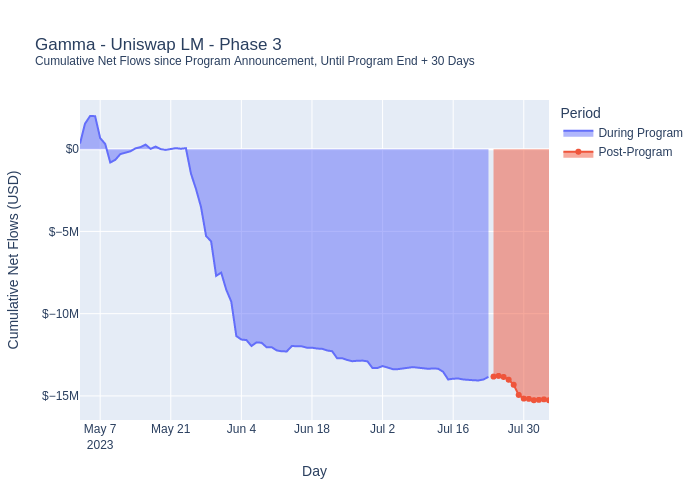 Gamma - Uniswap LM - Phase 3
Cumulative Net Flows since Program Announcement, Until Program End + 30 Days
Period
During Program
Post-Program
Cumulative Net Flows (USD)
$0
$−5M
$−10M
$−15M
May 7
2023
May 21
Jun 4
Jun 18
Jul 2
Jul 16
Jul 30
Day